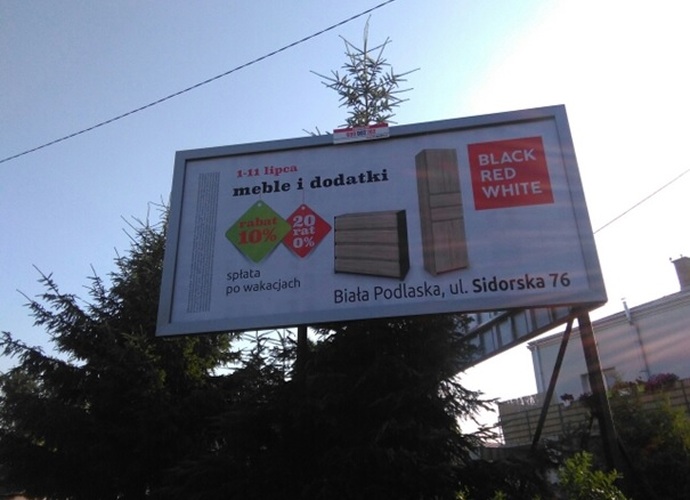 1-11 lipca
meble i dodatki
rabat
10%
20
rat
0%
spłata
po wakacjach
BLACK
RED
WHITE
Biała Podlaska, ul. Sidorska 76